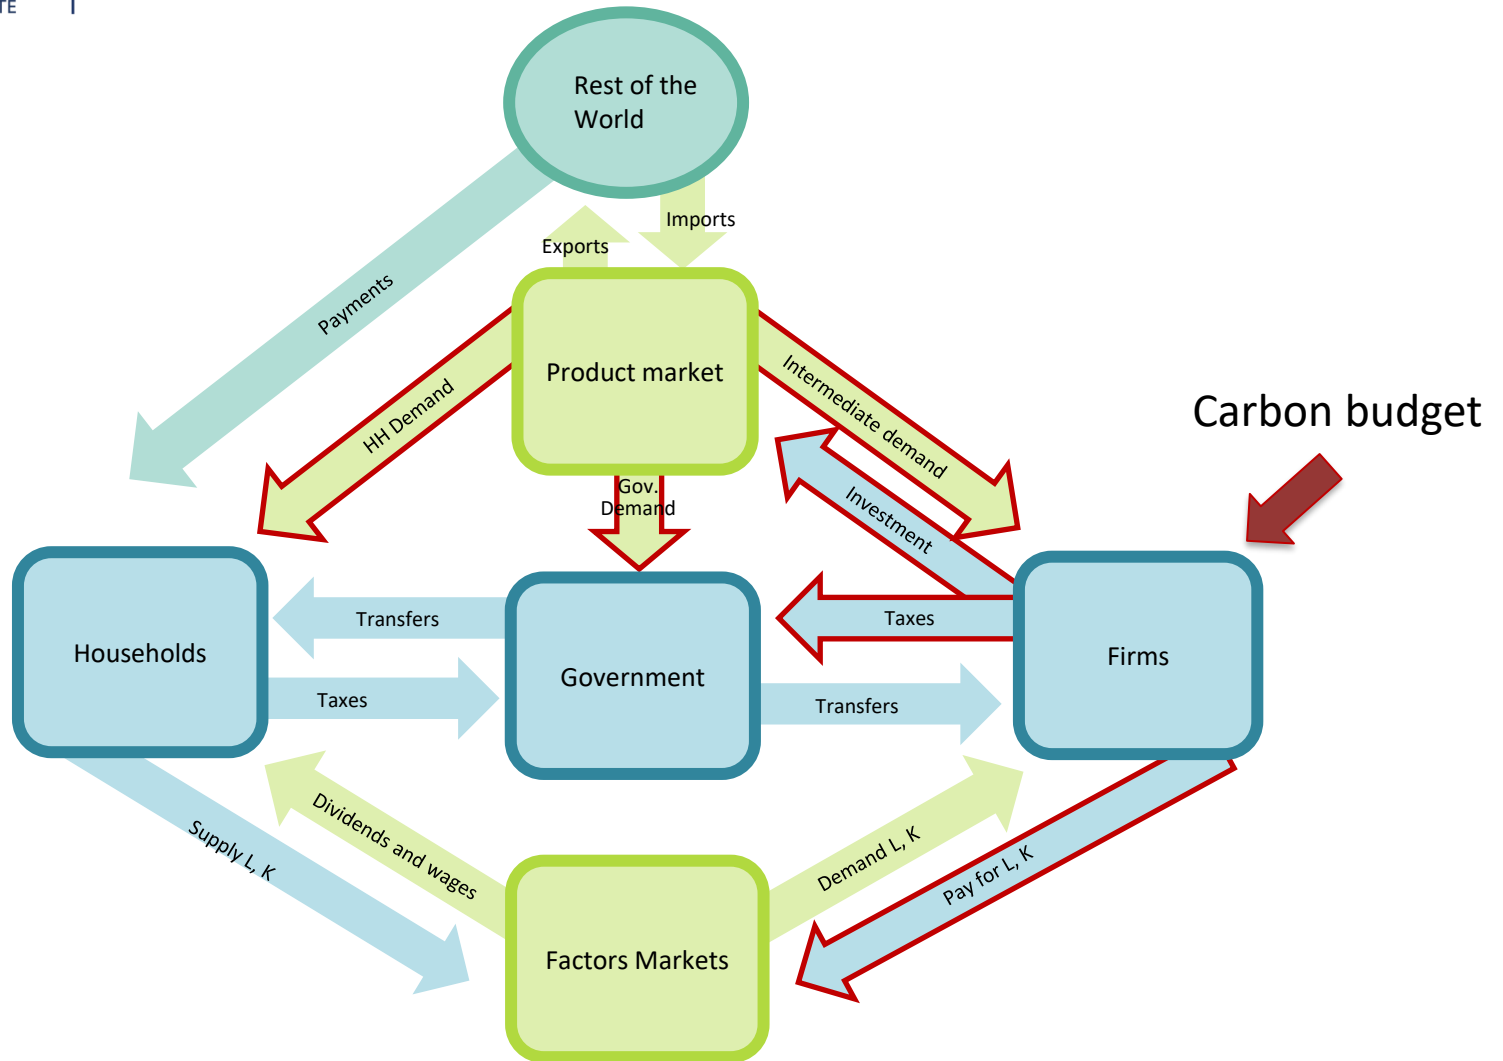 TE
Rest of the
World
Imports
Exports
Payments
Product market
Intermediate demand
Carbon budget
HH Demand
Gov.
Demand
Investment
Transfers
Taxes
Households
Government
Firms
Taxes
Transfers
Dividends and wages
Supply L, K
Demand L, K
Pay for L, K
Factors Markets